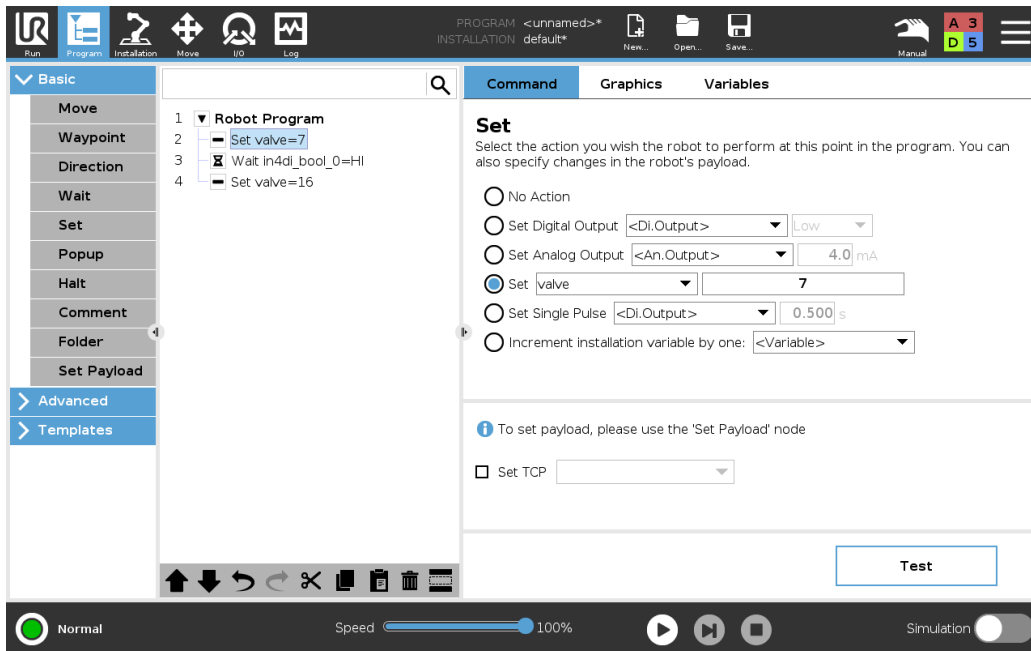 UR
PROGRAM <unnamed>*
INSTALLATION default*
Run Program Installation Move I/O Log New... Open... Save... Manual
A 3
D 5
Basic
Move
Waypoint
Direction
Wait
Set
Popup
Halt
Comment
Folder
Set Payload
Advanced
Templates
1 Robot Program
2 Set valve=7
3 Wait in4di_bool_0=HI
4 Set valve=16
Command Graphics Variables
Set
Select the action you wish the robot to perform at this point in the program. You can
also specify changes in the robot's payload.
No Action
Set Digital Output <Di.Output> Low
Set Analog Output <An.Output> 4.0 mA
Set valve 7
Set Single Pulse <Di.Output> 0.500 s
Increment installation variable by one: <Variable>
To set payload, please use the 'Set Payload' node
Set TCP
Test
Normal Speed 100% Simulation